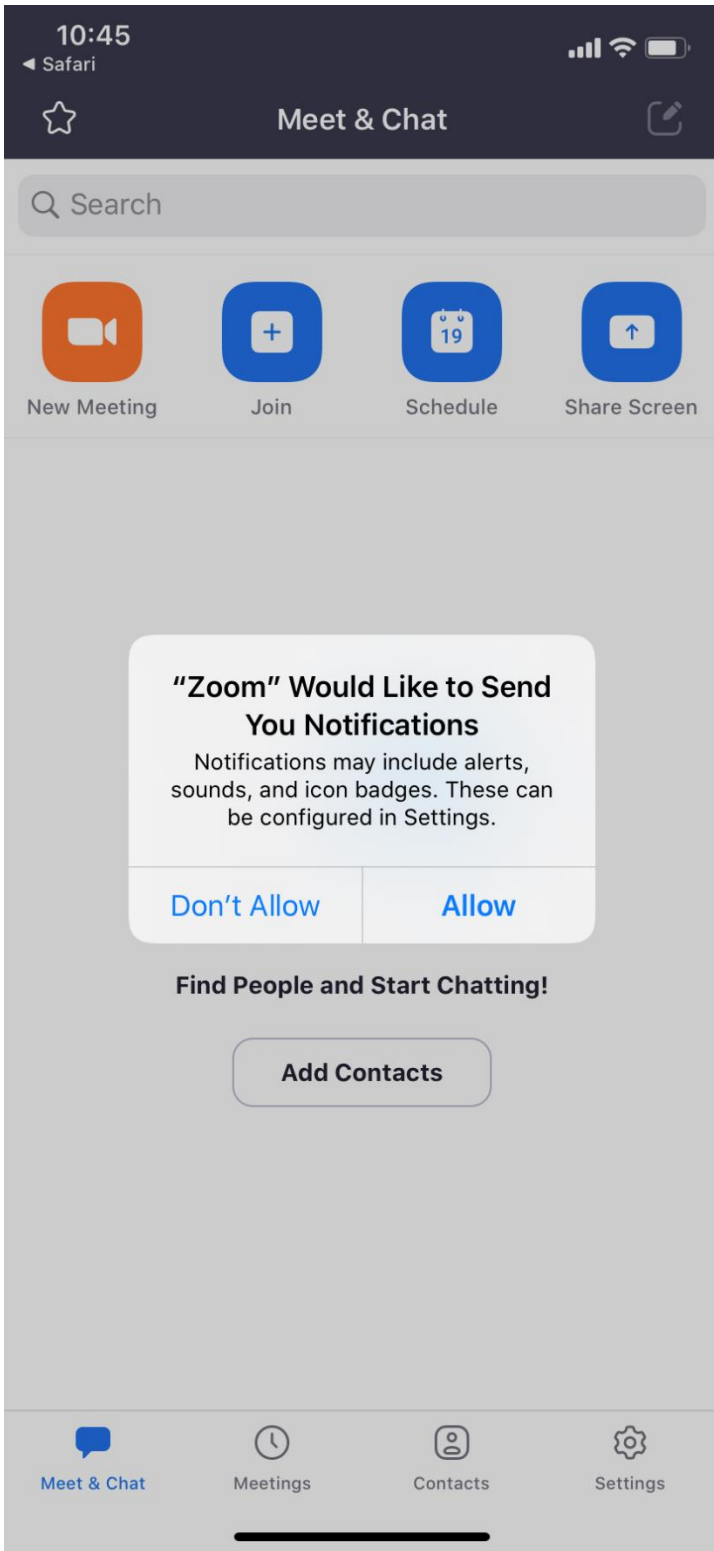 10:45
◀ Safari
Meet & Chat
Search
19
New Meeting
Join
Schedule
Share Screen
“Zoom” Would Like to Send
You Notifications
Notifications may include alerts,
sounds, and icon badges. These can
be configured in Settings.
Don’t Allow
Allow
Find People and Start Chatting!
Add Contacts
Meet & Chat
Meetings
Contacts
Settings